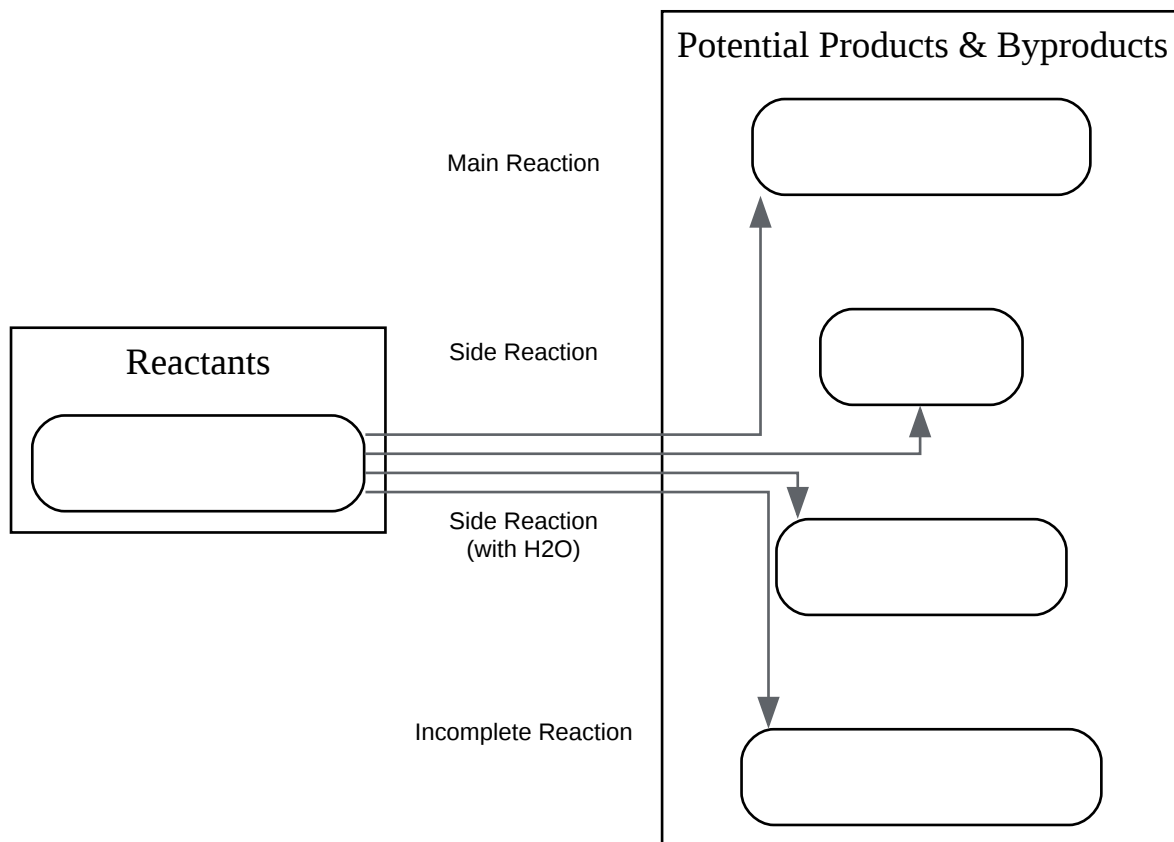 Potential Products & Byproducts
Main Reaction
Side Reaction
Reactants
Side Reaction
(with H2O)
Incomplete Reaction